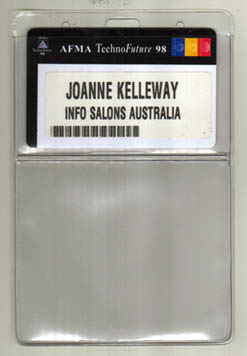 AFMA TechnoFuture 98
JOANNE KELLEWAY
INFO SALONS AUSTRALIA